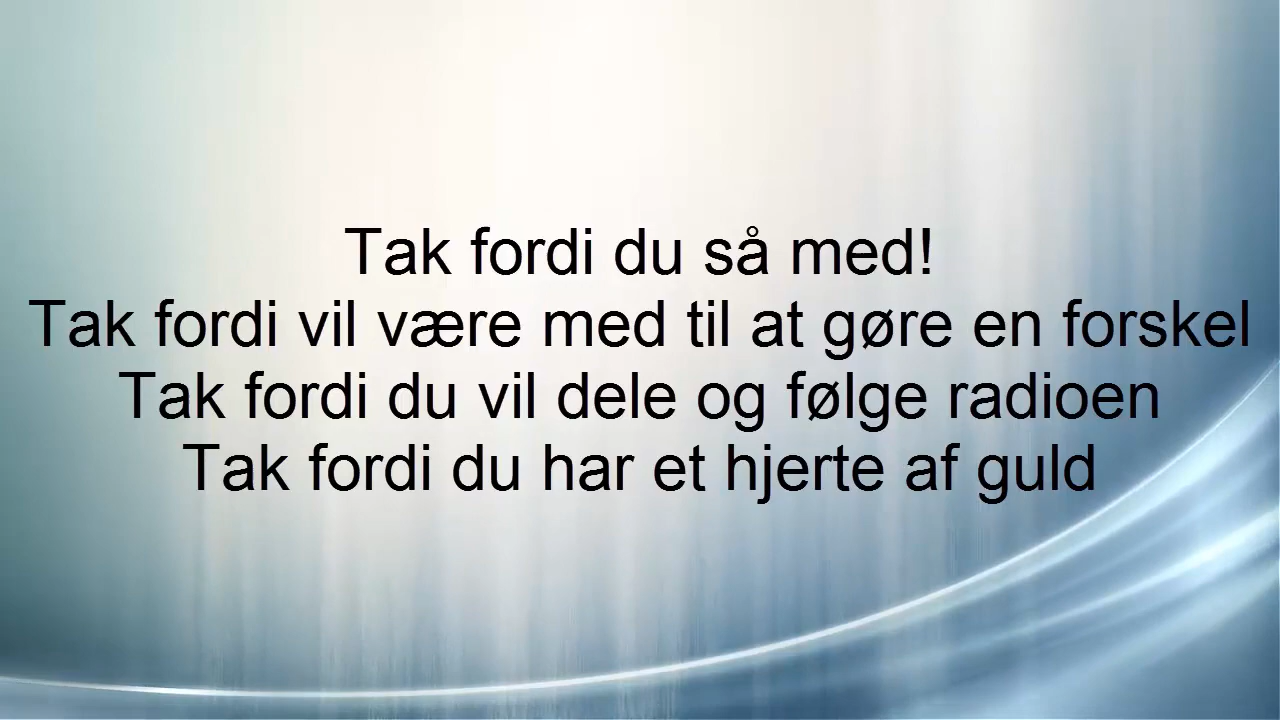 Tak fordi du så med!
Tak fordi vil være med til at gøre en forskel
Tak fordi du vil dele og følge radioen
Tak fordi du har et hjerte af guld